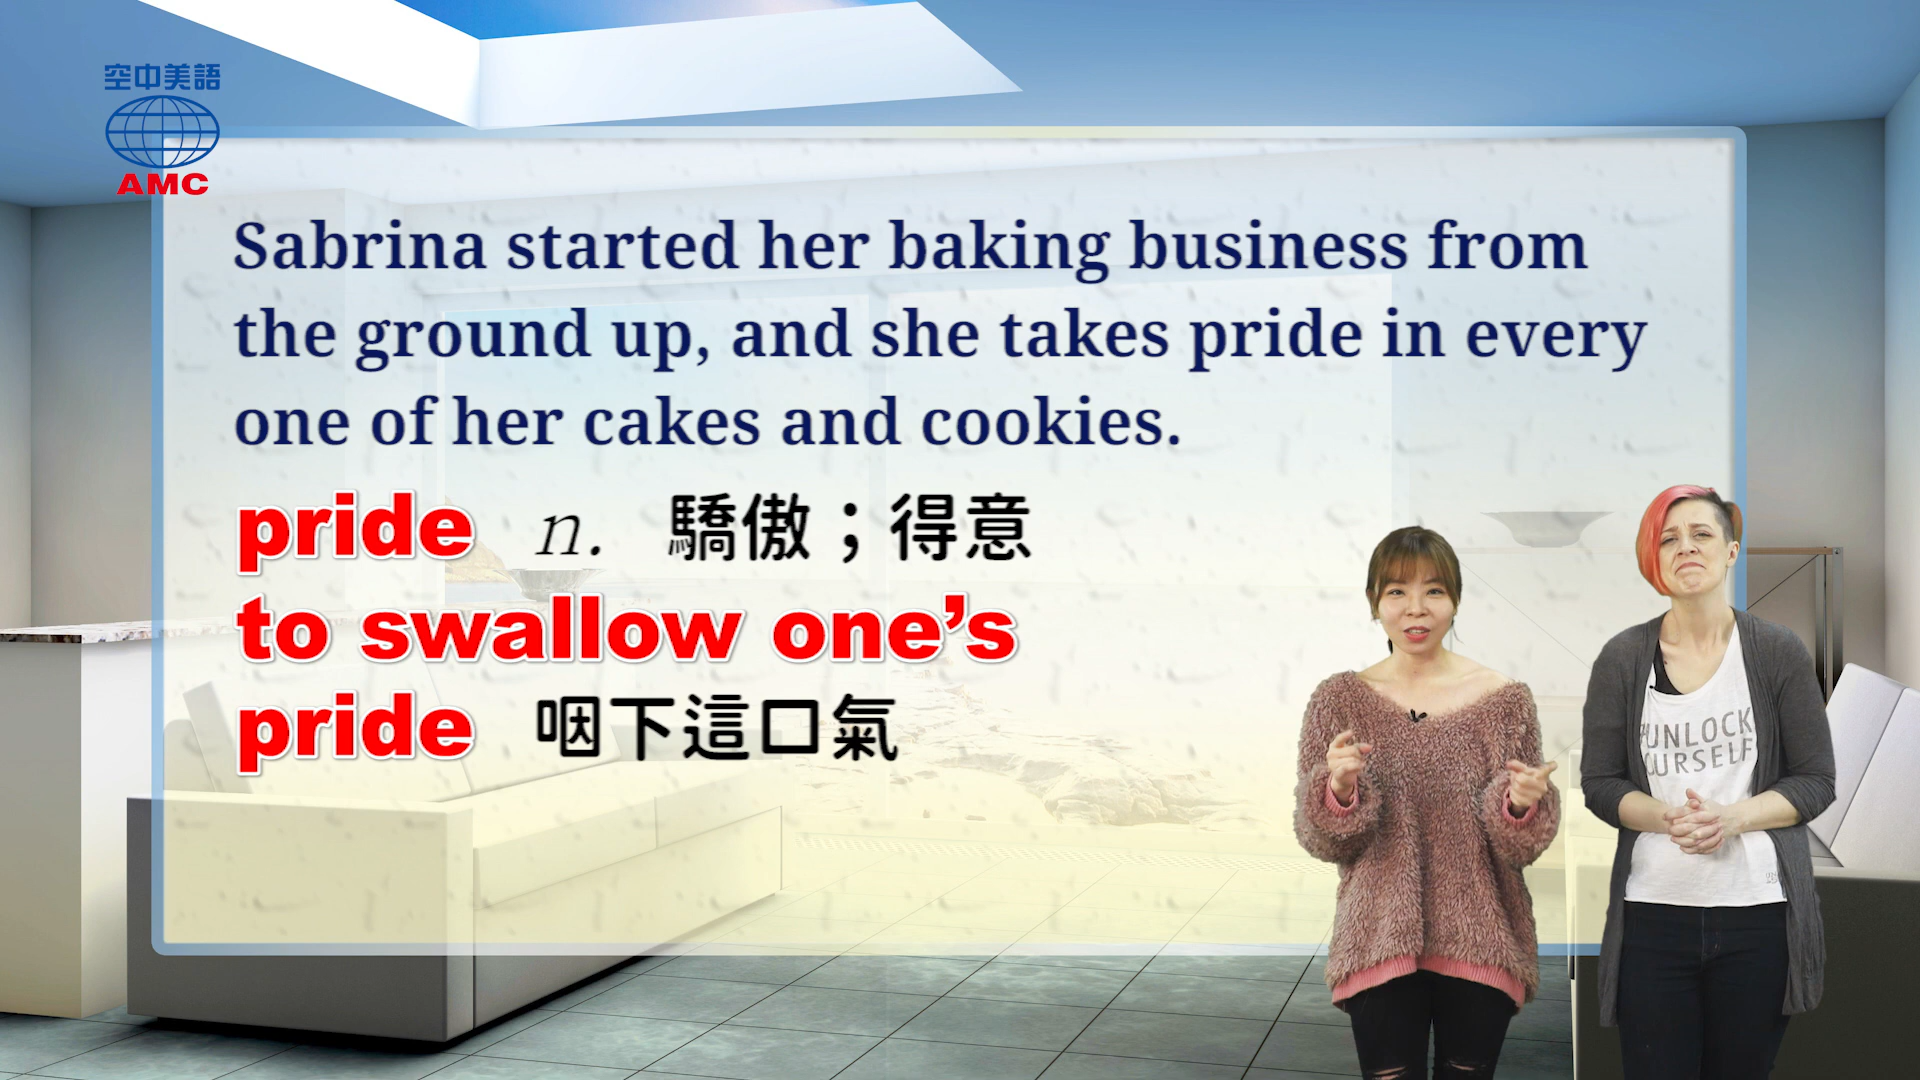 空中美語
AMC
Sabrina started her baking business from
the ground up, and she takes pride in every
one of her cakes and cookies.
pride n. 驕傲；得意
to swallow one’s
pride 咽下這口氣
UNLOCK
OURSELF